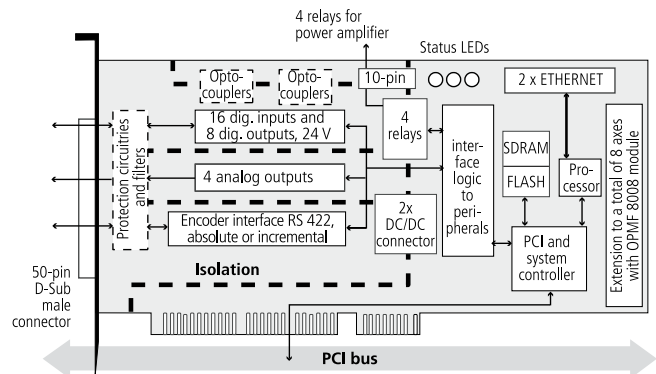 4 relays for
power amplifier
Status LEDs
Opto-
couplers
Opto-
couplers
10-pin
2 x ETHERNET
16 dig. inputs and
8 dig. outputs, 24 V
4
relays
Protection circuitries
and filters
4 analog outputs
inter-
face
logic
to
peri-
pherals
SDRAM
FLASH
Pro-
cessor
Extension to a total of 8 axes
with OPMF 8008 module
Encoder interface RS 422,
absolute or incremental
2x
DC/DC
connector
PCI and
system
controller
Isolation
50-pin
D-Sub
male
connector
PCI bus